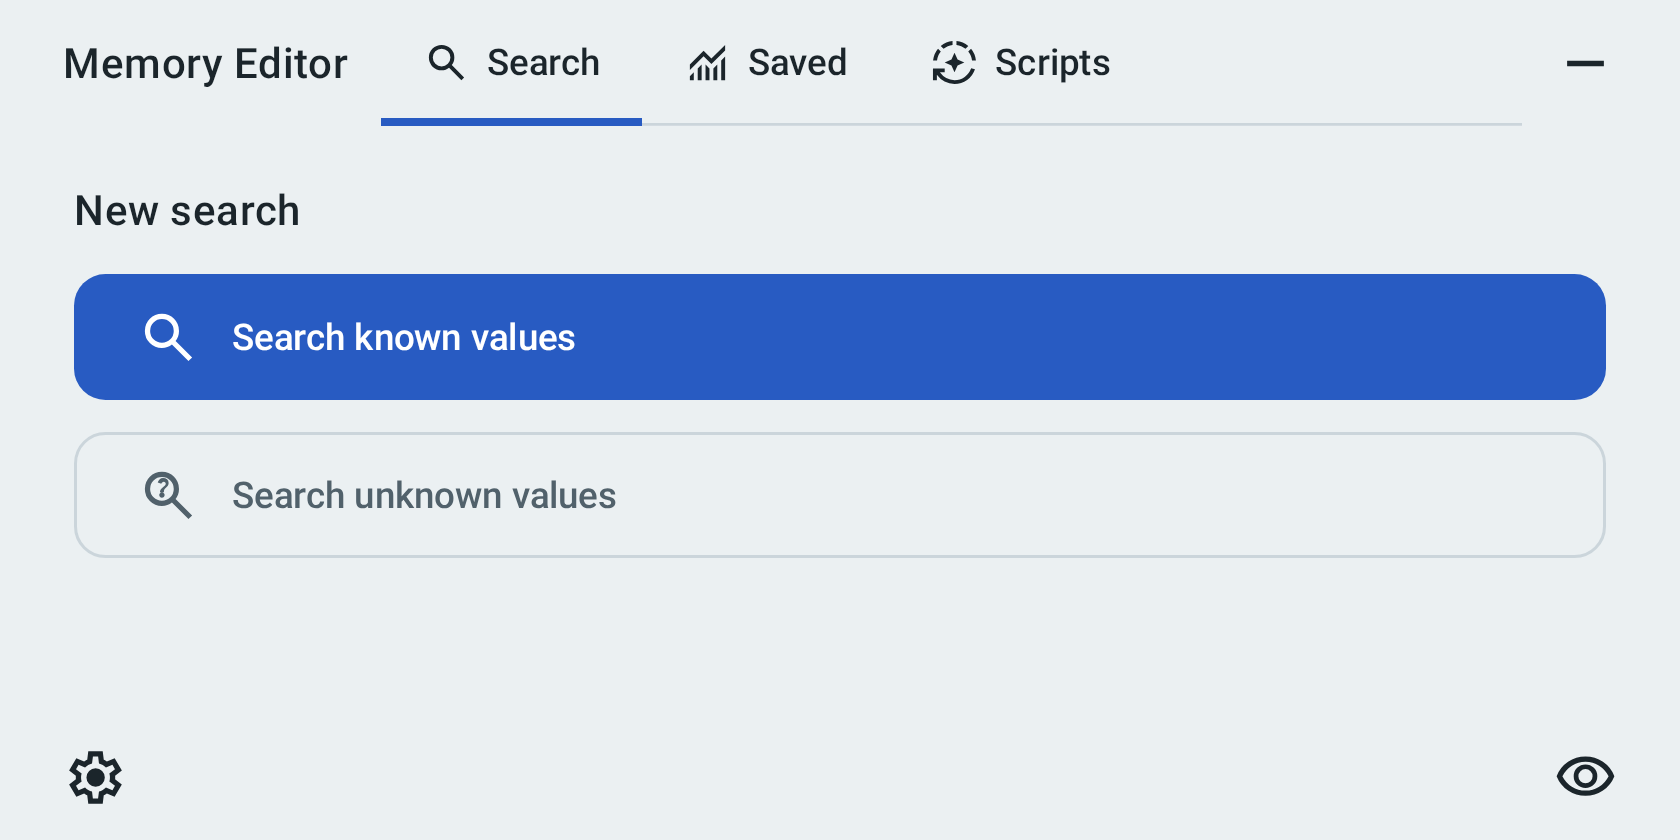 Memory Editor Search Saved Scripts
New search
Search known values
Search unknown values